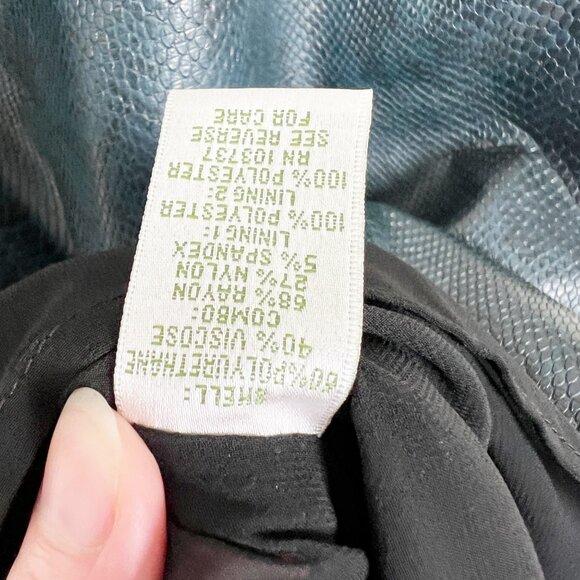 SHELL:
60% POLYURETHANE
40% VISCOSE
COMBO:
68% RAYON
27% NYLON
5% SPANDEX
LINING 1:
100% POLYESTER
LINING 2
100% POLYESTER
RN 103737
SEE REVERSE
FOR CARE